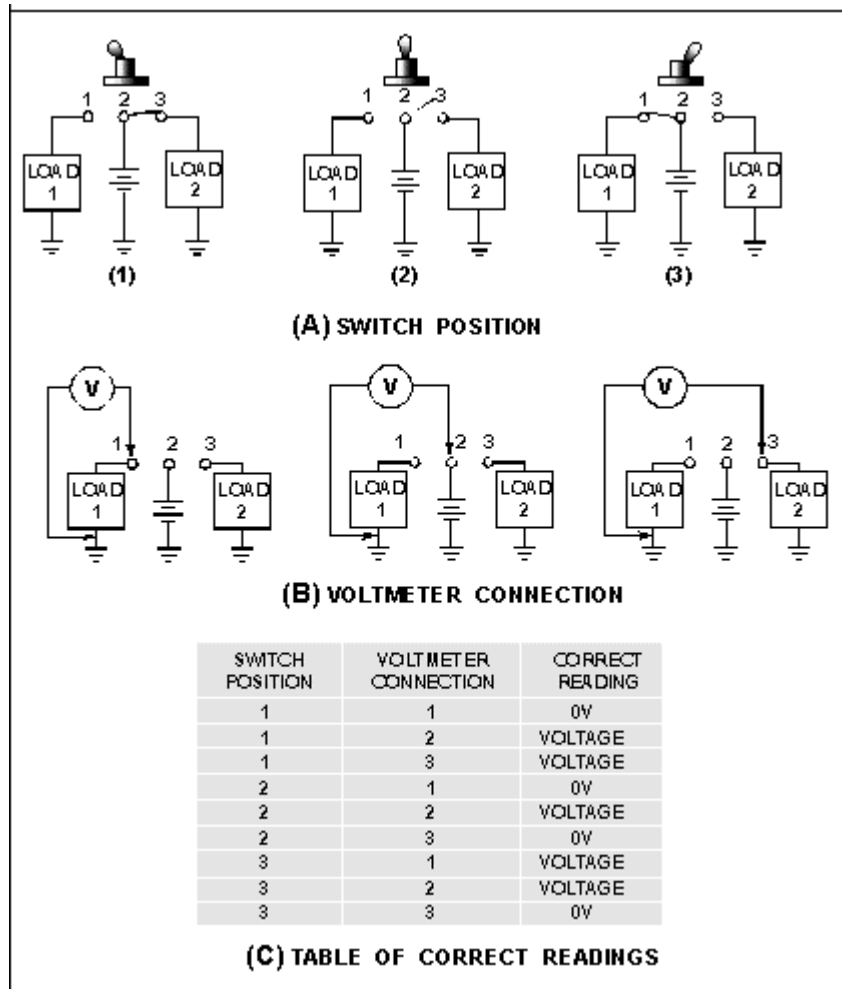 1 2 3
LOAD 1
LOAD 2
(1)
1 2 3
LOAD 1
LOAD 2
(2)
1 2 3
LOAD 1
LOAD 2
(3)
(A) SWITCH POSITION
V
1 2 3
LOAD 1
LOAD 2
V
1 2 3
LOAD 1
LOAD 2
V
1 2 3
LOAD 1
LOAD 2
(B) VOLTMETER CONNECTION
SWITCH POSITION VOLTMETER CONNECTION CORRECT READING
1 1 0V
1 2 VOLTAGE
1 3 VOLTAGE
2 1 0V
2 2 VOLTAGE
2 3 0V
3 1 VOLTAGE
3 2 VOLTAGE
3 3 0V
(C) TABLE OF CORRECT READINGS